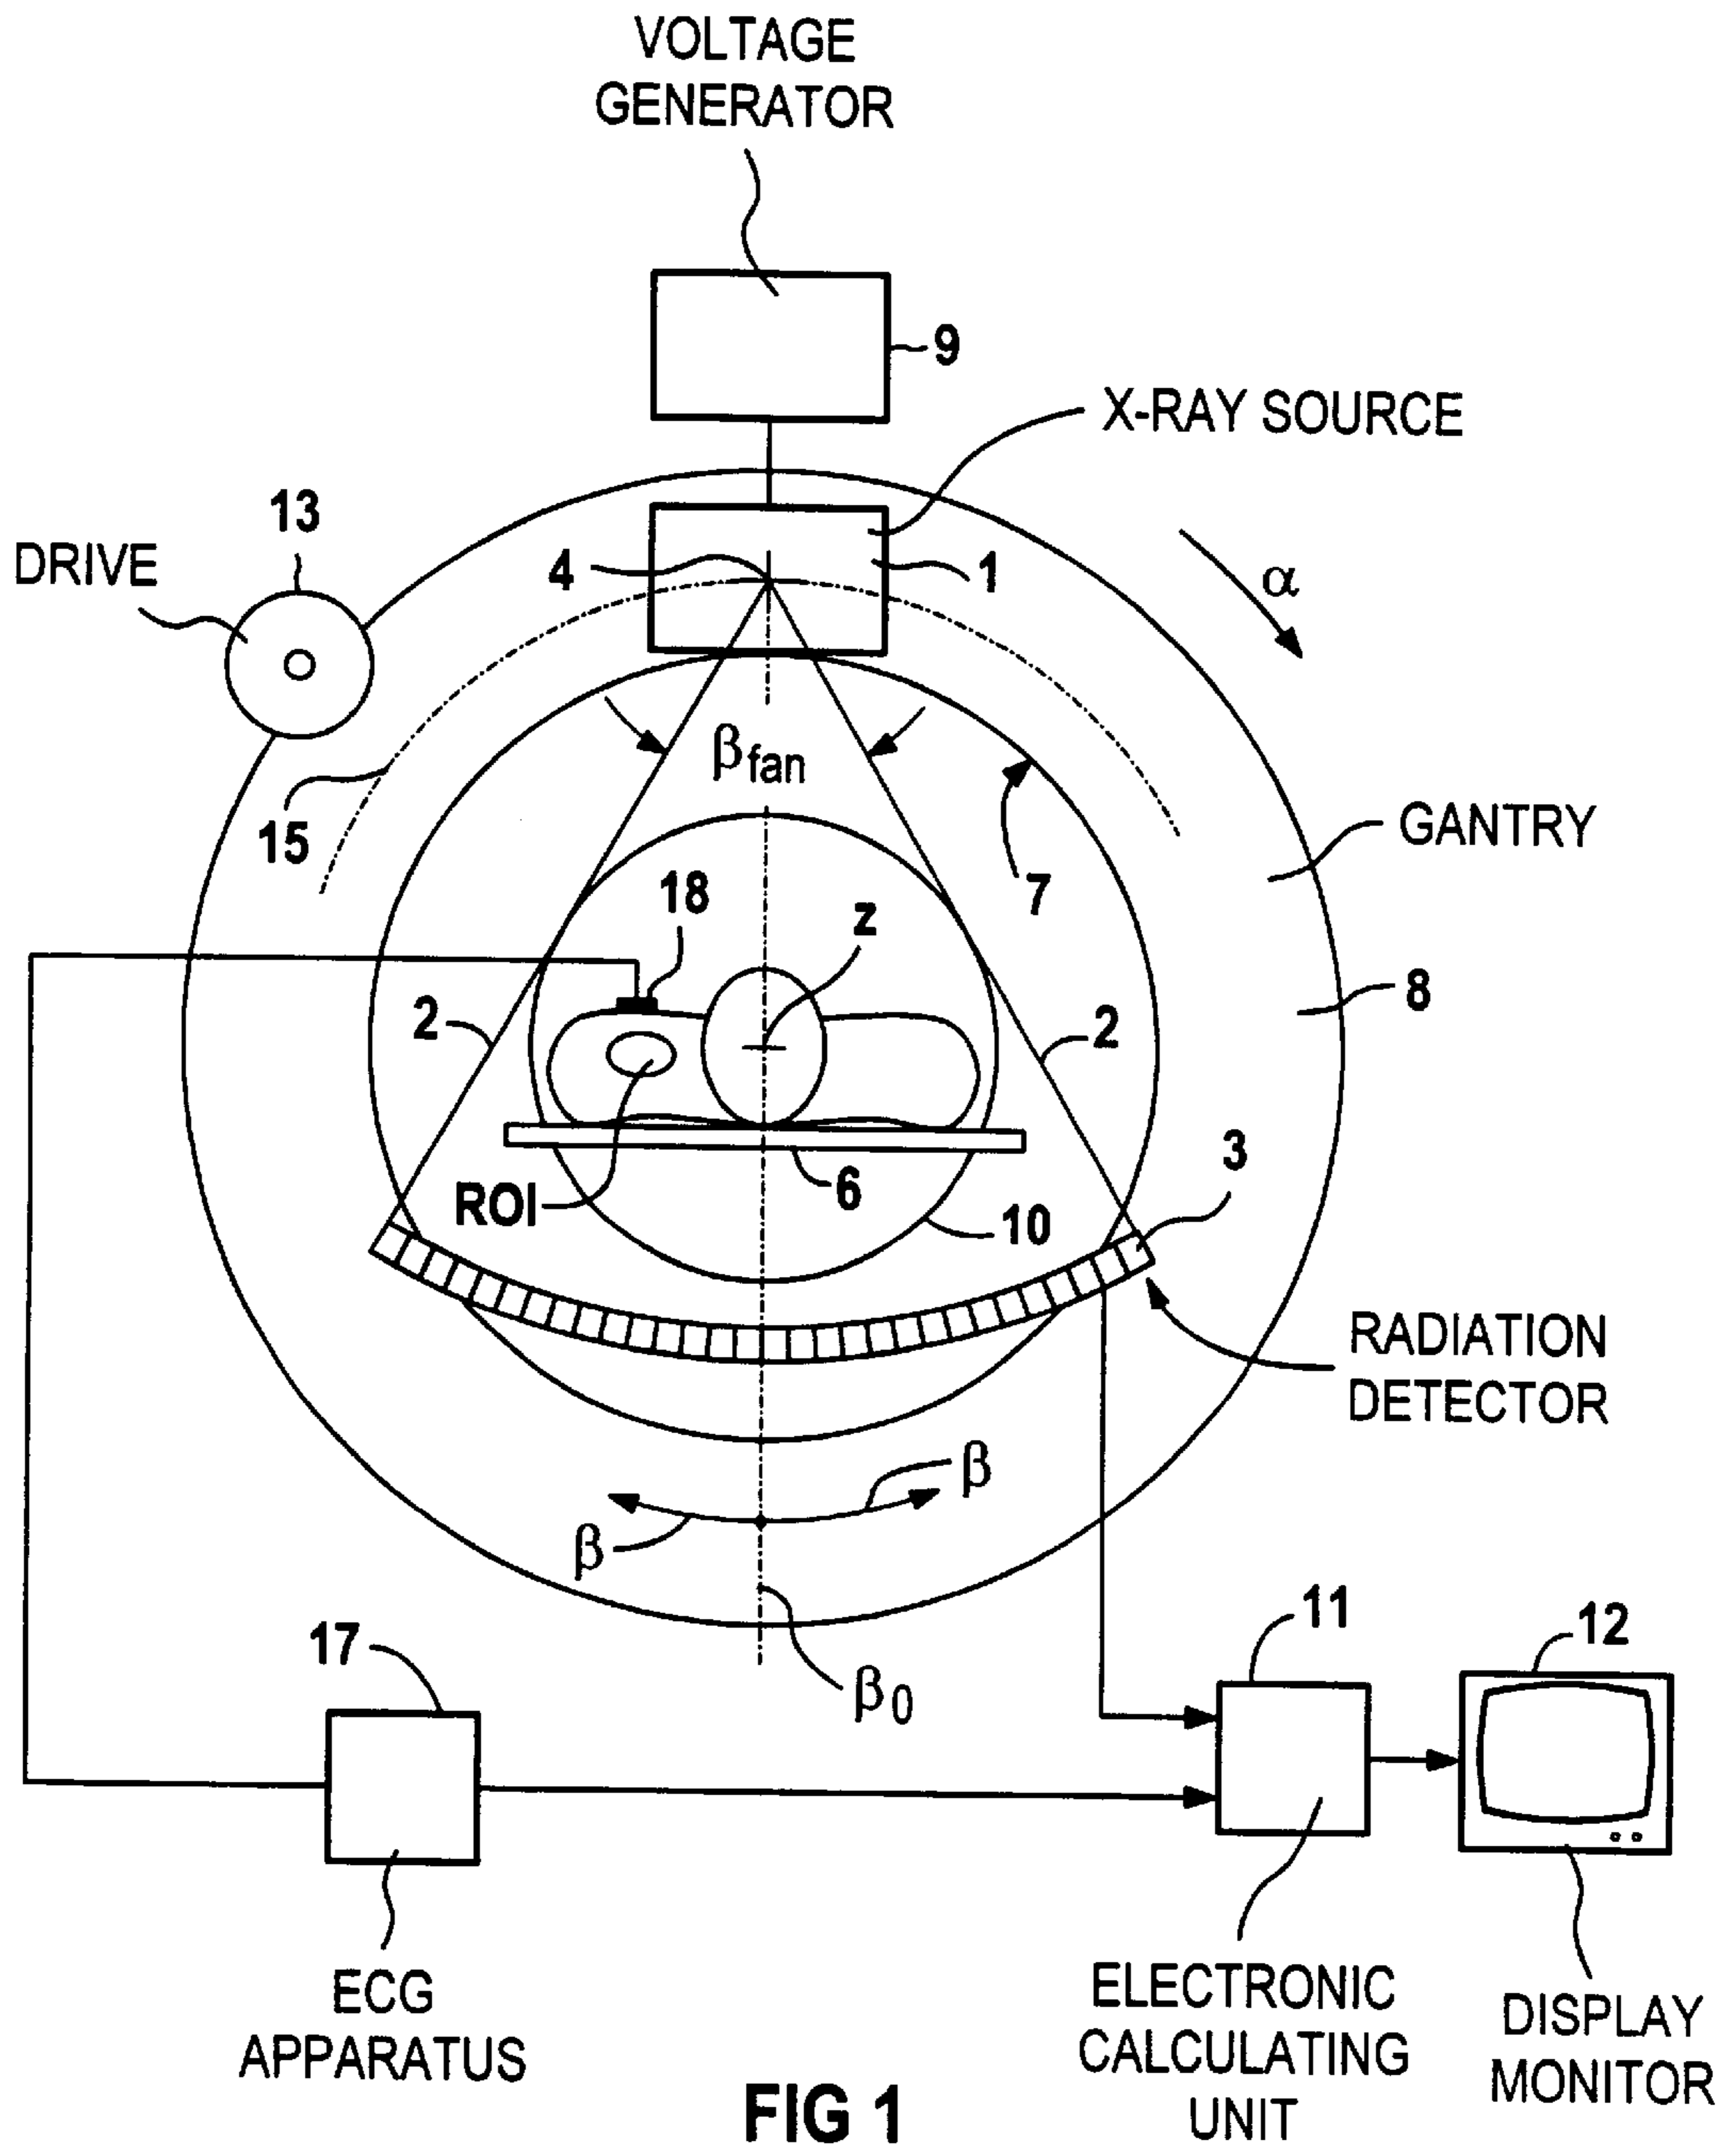 VOLTAGE
GENERATOR
9
X-RAY SOURCE
13
DRIVE
4
1
α
βfan
15
GANTRY
7
18
z
8
2
2
3
6
ROI
10
RADIATION
DETECTOR
β
β
11
12
17
β0
ECG
APPARATUS
ELECTRONIC
CALCULATING
UNIT
DISPLAY
MONITOR
FIG 1